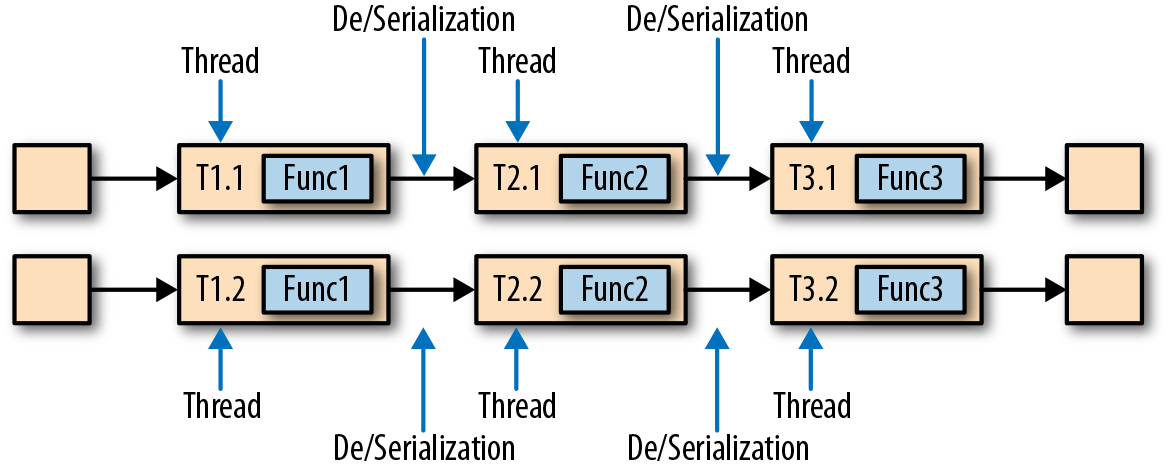 De/Serialization De/Serialization
Thread Thread Thread
T1.1 Func1 T2.1 Func2 T3.1 Func3
T1.2 Func1 T2.2 Func2 T3.2 Func3
Thread Thread Thread
De/Serialization De/Serialization